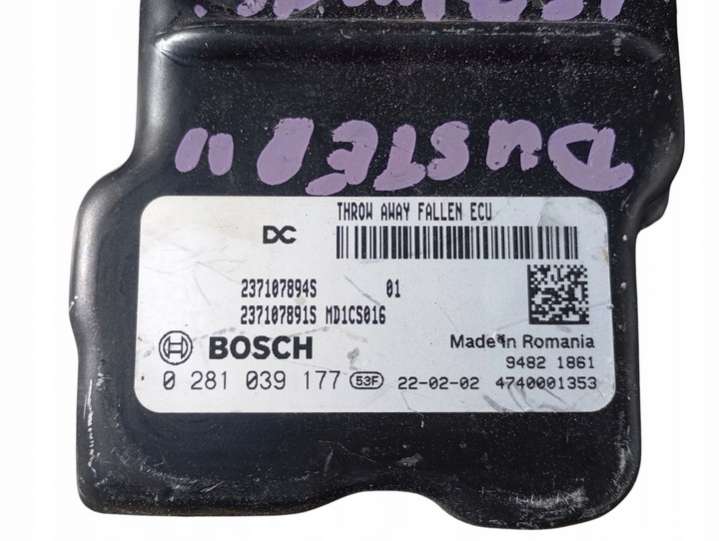 DUSTER II
THROW AWAY FALLEN ECU
DC
237107894S 01
237107891S MD1CS016
BOSCH
Made in Romania
9482 1861
0 281 039 177 53F 22-02-02 4740001353